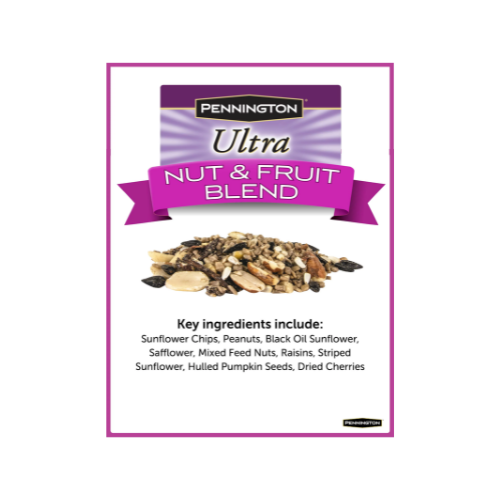 PENNINGTON
Ultra
NUT & FRUIT
BLEND
Key ingredients include:
Sunflower Chips, Peanuts, Black Oil Sunflower,
Safflower, Mixed Feed Nuts, Raisins, Striped
Sunflower, Hulled Pumpkin Seeds, Dried Cherries
PENNINGTON